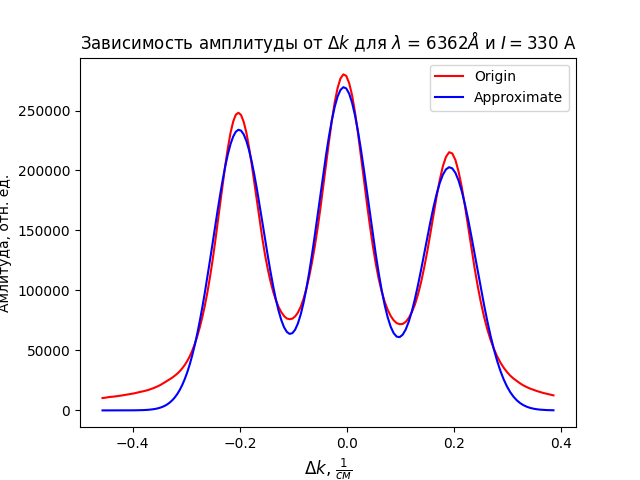 Зависимость амплитуды от Δk для λ = 6362Å и I = 330 А
Origin
Approximate
250000
200000
150000
100000
50000
0
Амлитуда, отн. ед.
−0.4
−0.2
0.0
0.2
0.4
Δk, 1/см